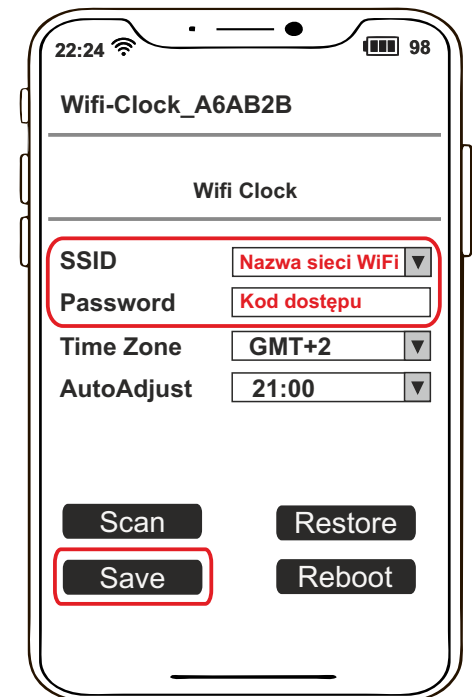 22:24 98
Wifi-Clock_A6AB2B
Wifi Clock
SSID Nazwa sieci WiFi
Password Kod dostępu
Time Zone GMT+2
AutoAdjust 21:00
Scan Restore
Save Reboot